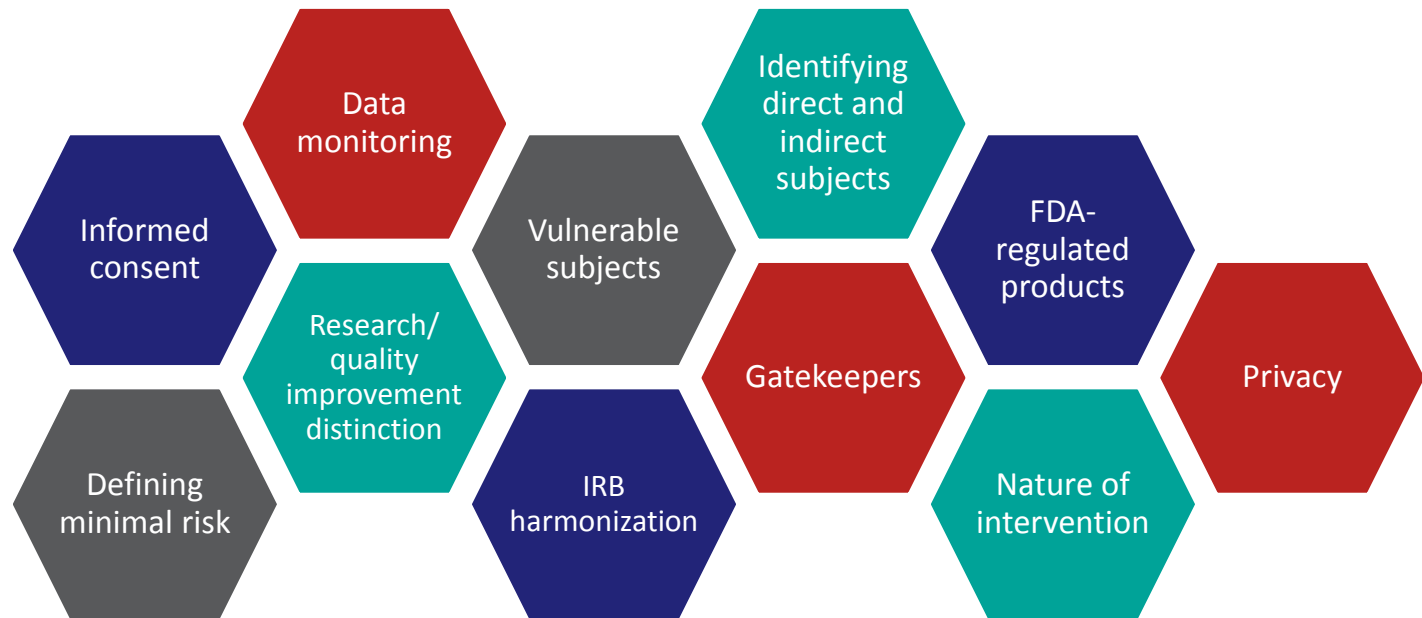 Data
monitoring
Identifying
direct and
indirect
subjects
Informed
consent
Vulnerable
subjects
FDA-
regulated
products
Research/
quality
improvement
distinction
Gatekeepers
Privacy
Defining
minimal risk
IRB
harmonization
Nature of
intervention